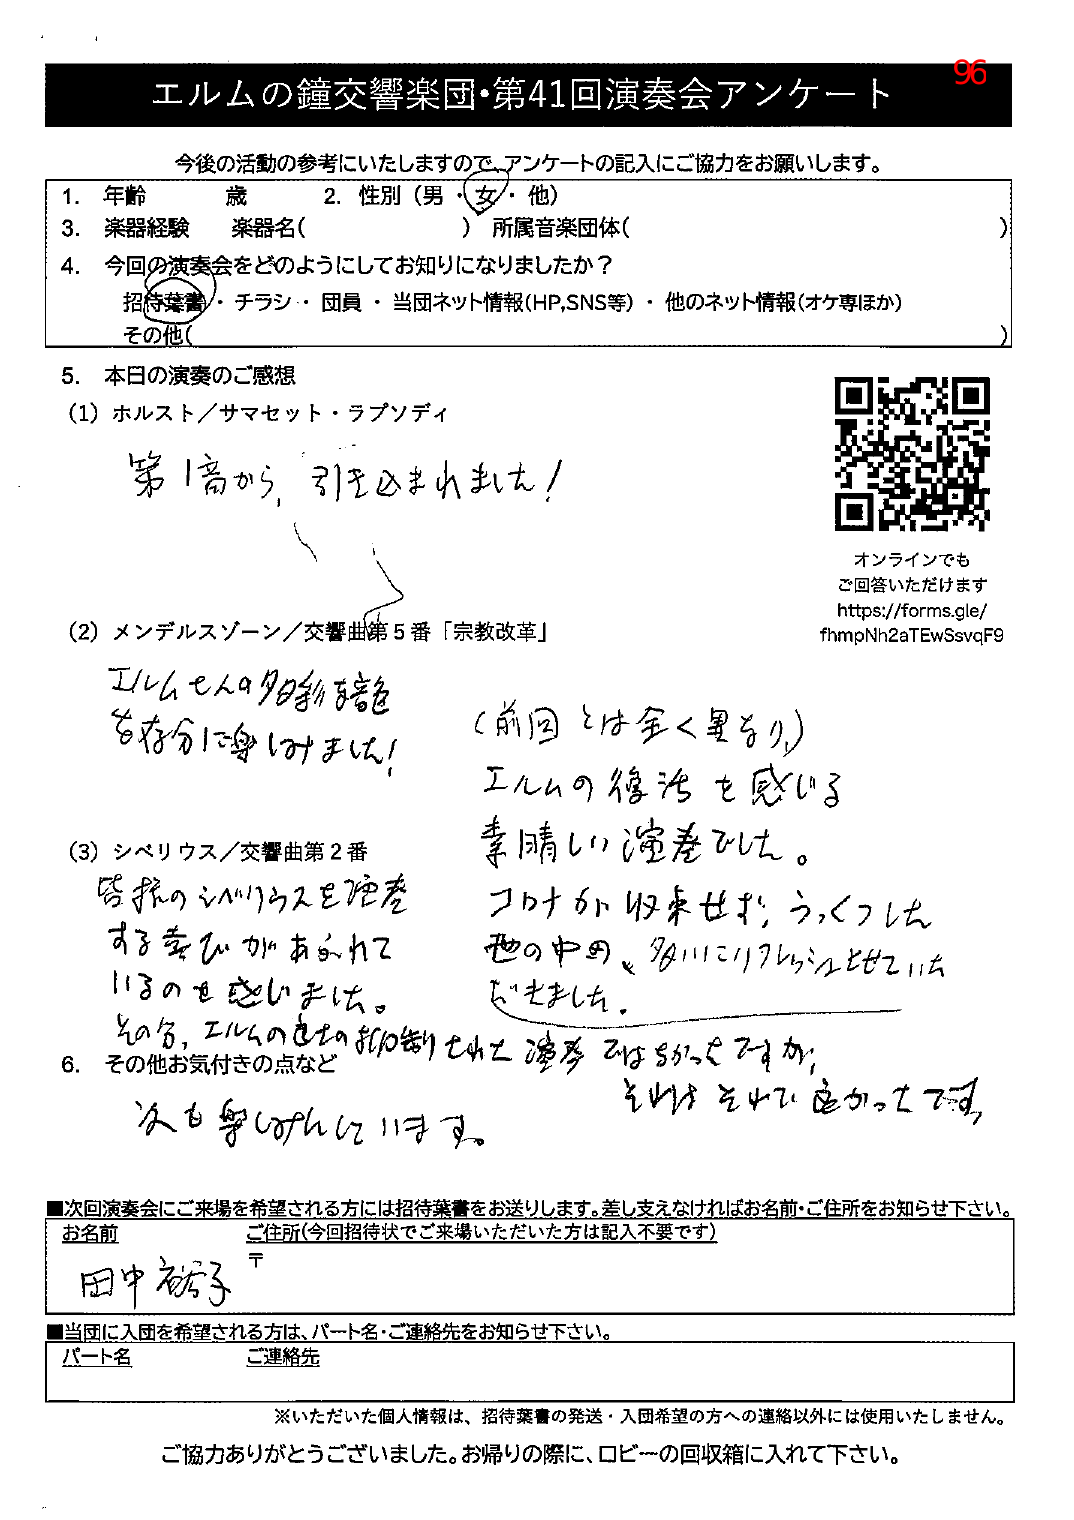 96
エルムの鐘交響楽団・第41回演奏会アンケート
今後の活動の参考にいたしますので、アンケートの記入にご協力をお願いします。
1. 年齢 歳 2. 性別（男・女・他）
3. 楽器経験 楽器名( ) 所属音楽団体( )
4. 今回の演奏会をどのようにしてお知りになりましたか？
招待葉書・チラシ・団員・当団ネット情報(HP,SNS等)・他のネット情報(オケ専ほか)
その他( )
5. 本日の演奏のご感想
（1）ホルスト／サマセット・ラプソディ
第1音から、引き込まれました！
オンラインでも
ご回答いただけます
https://forms.gle/
fhmpNh2aTEwSsvqF9
（2）メンデルスゾーン／交響曲第５番「宗教改革」
エルムさんの多彩な音色
を存分に楽しみました！
（前回とは全く異なり、）
エルムの復活を感じる
素晴しい演奏でした。
コロナが収束せず、うっくつした
世の中の、多いにリフレッシュさせていた
だきました。
（3）シベリウス／交響曲第２番
皆様のシベリウスを演奏
する喜びがあふれて
いるのを感じました。
その分、エルムの良さの 演奏ではなかったですが、
それはそれで良かったです。
6. その他お気付きの点など
次も楽しみにしています。
■次回演奏会にご来場を希望される方には招待葉書をお送りします。差し支えなければお名前・ご住所をお知らせ下さい。
お名前 ご住所(今回招待状でご来場いただいた方は記入不要です)
〒
田中裕子
■当団に入団を希望される方は、パート名・ご連絡先をお知らせ下さい。
パート名 ご連絡先
※いただいた個人情報は、招待葉書の発送・入団希望の方への連絡以外には使用いたしません。
ご協力ありがとうございました。お帰りの際に、ロビーの回収箱に入れて下さい。